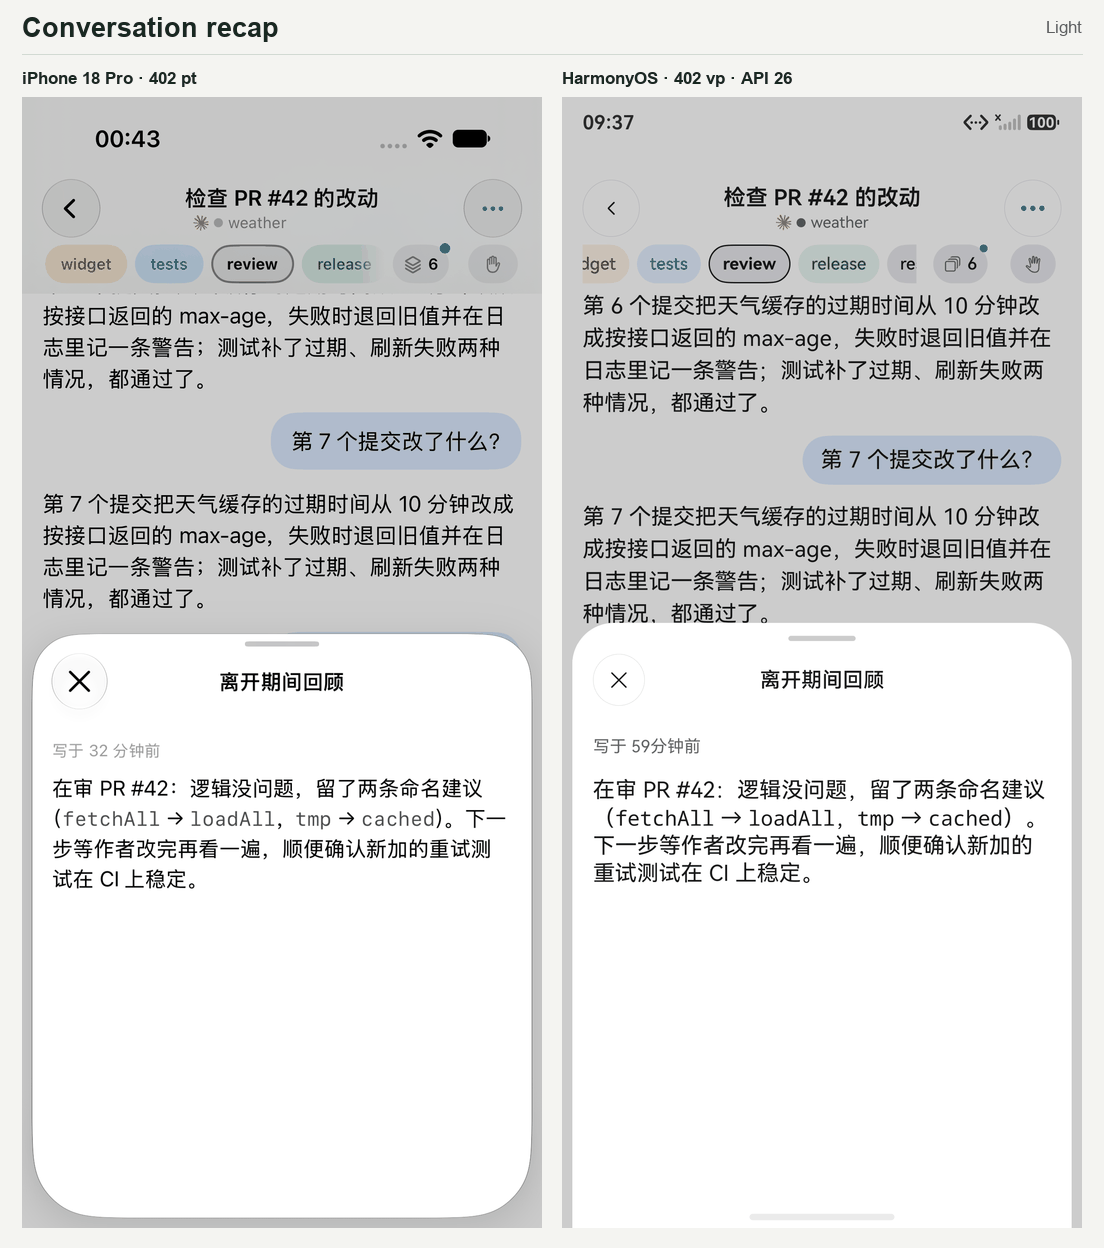 Conversation recap
Light
iPhone 18 Pro · 402 pt
00:43
检查 PR #42 的改动
weather
widget
tests
review
release
6
按接口返回的 max-age，失败时退回旧值并在日
志里记一条警告；测试补了过期、刷新失败两种
情况，都通过了。
第 7 个提交改了什么？
第 7 个提交把天气缓存的过期时间从 10 分钟改成
按接口返回的 max-age，失败时退回旧值并在日
志里记一条警告；测试补了过期、刷新失败两种
情况，都通过了。
离开期间回顾
写于 32 分钟前
在审 PR #42：逻辑没问题，留了两条命名建议
（fetchAll → loadAll，tmp → cached）。下一
步等作者改完再看一遍，顺便确认新加的重试测
试在 CI 上稳定。
HarmonyOS · 402 vp · API 26
09:37
100
检查 PR #42 的改动
weather
dget
tests
review
release
re
6
第 6 个提交把天气缓存的过期时间从 10 分钟改
成按接口返回的 max-age，失败时退回旧值并在
日志里记一条警告；测试补了过期、刷新失败两
种情况，都通过了。
第 7 个提交改了什么？
第 7 个提交把天气缓存的过期时间从 10 分钟改
成按接口返回的 max-age，失败时退回旧值并在
日志里记一条警告；测试补了过期、刷新失败两
种情况，都通过了。
离开期间回顾
写于 59分钟前
在审 PR #42：逻辑没问题，留了两条命名建议
（fetchAll → loadAll，tmp → cached）。
下一步等作者改完再看一遍，顺便确认新加的
重试测试在 CI 上稳定。